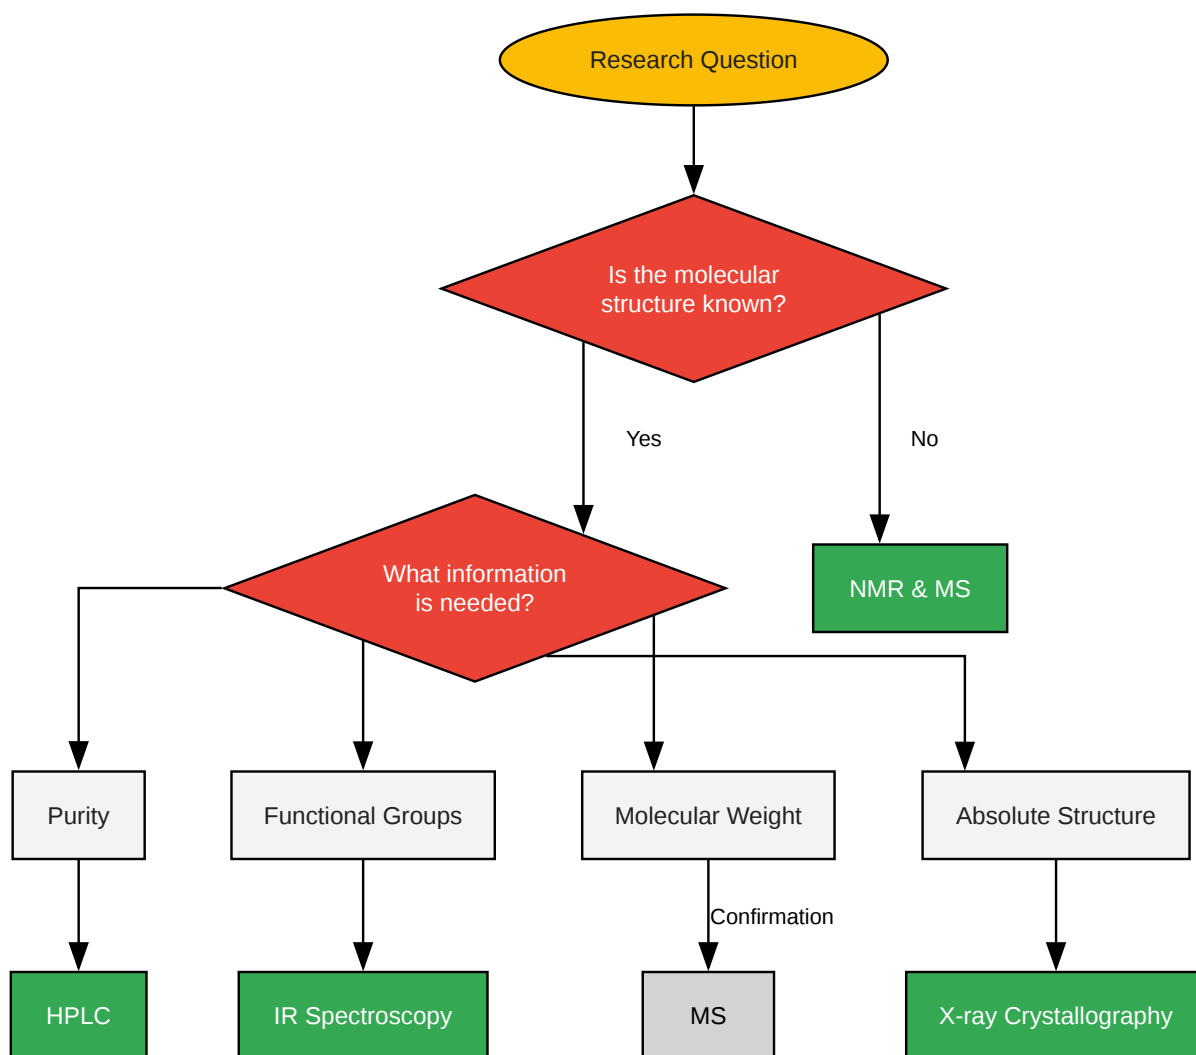 Research Question
Is the molecular
structure known?
Yes
No
What information
is needed?
NMR & MS
Purity
Functional Groups
Molecular Weight
Absolute Structure
Confirmation
HPLC
IR Spectroscopy
MS
X-ray Crystallography